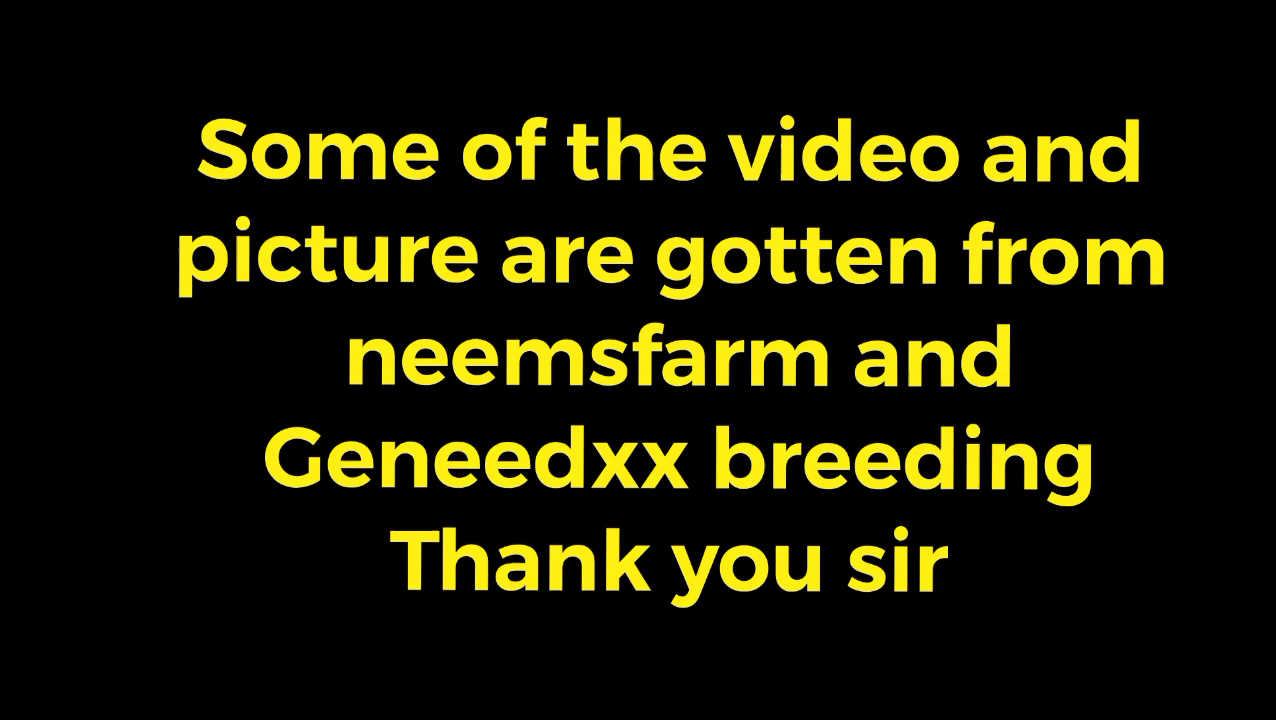 Some of the video and
picture are gotten from
neemsfarm and
Geneedxx breeding
Thank you sir